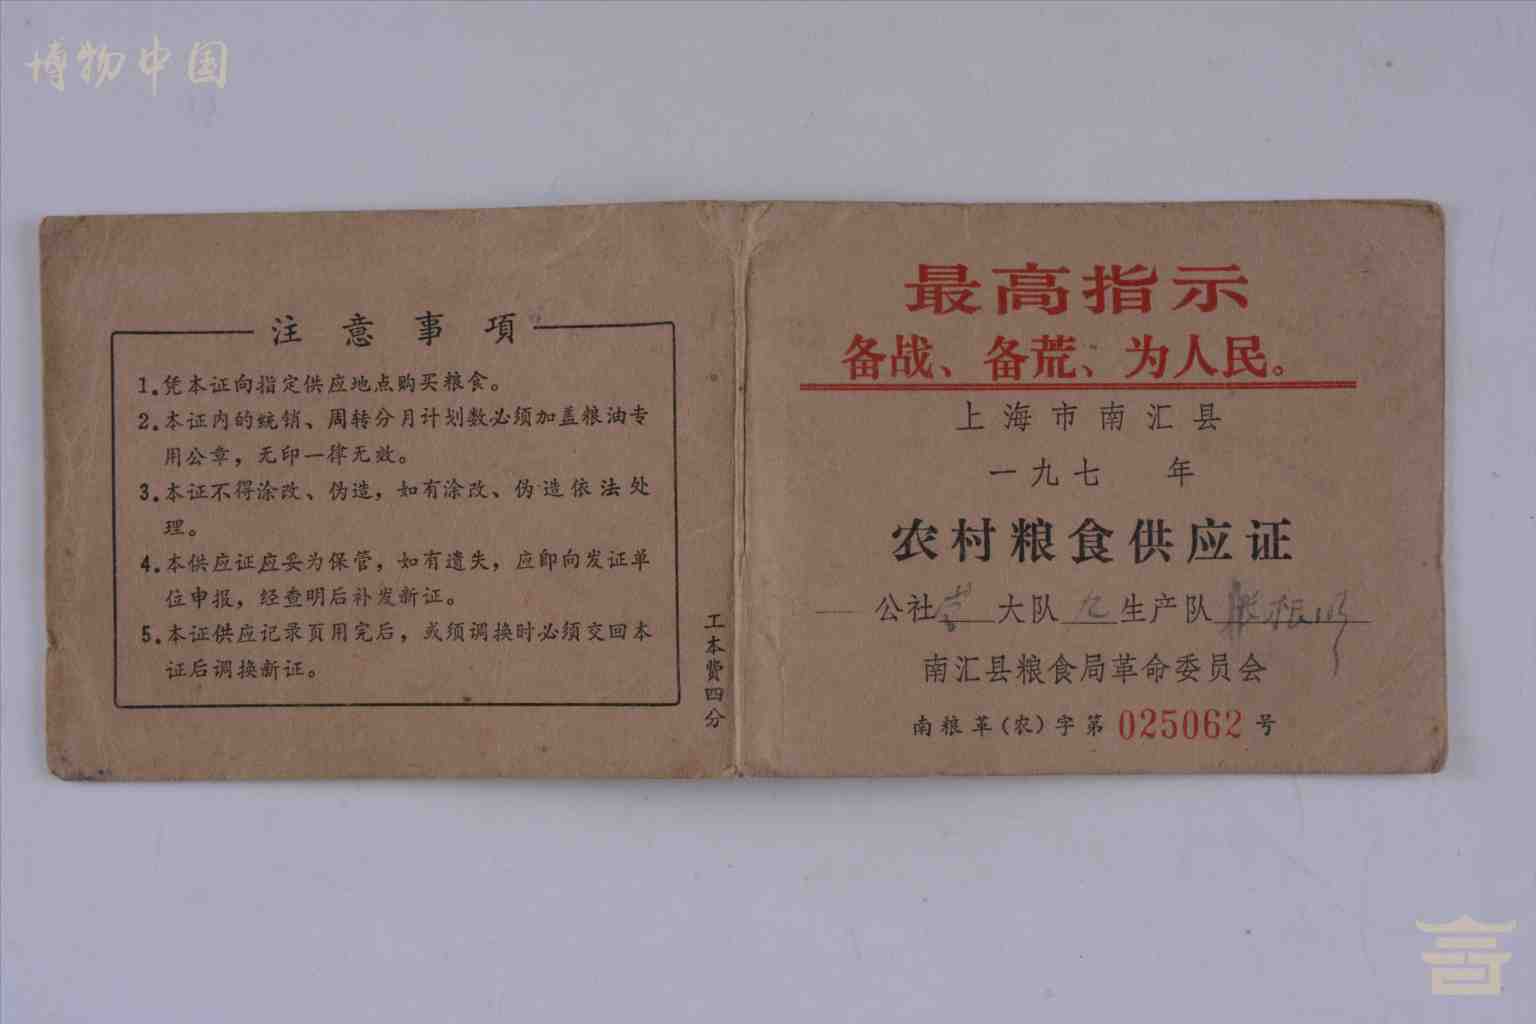 博物中国
注意事項
1.凭本证向指定供应地点购买粮食。
2.本证内的统销、周转分月计划数必须加盖粮油专
用公章，无印一律无效。
3.本证不得涂改、伪造，如有涂改、伪造依法处
理。
4.本供应证应妥为保管，如有遗失，应即向发证单
位申报，经查明后补发新证。
5.本证供应记录页用完后，或须调换时必须交回本
证后调换新证。
工本费四分
最高指示
备战、备荒、为人民。
上海市南汇县
一九七 年
农村粮食供应证
公社 大队 九 生产队
南汇县粮食局革命委员会
南粮革(农)字第 025062 号